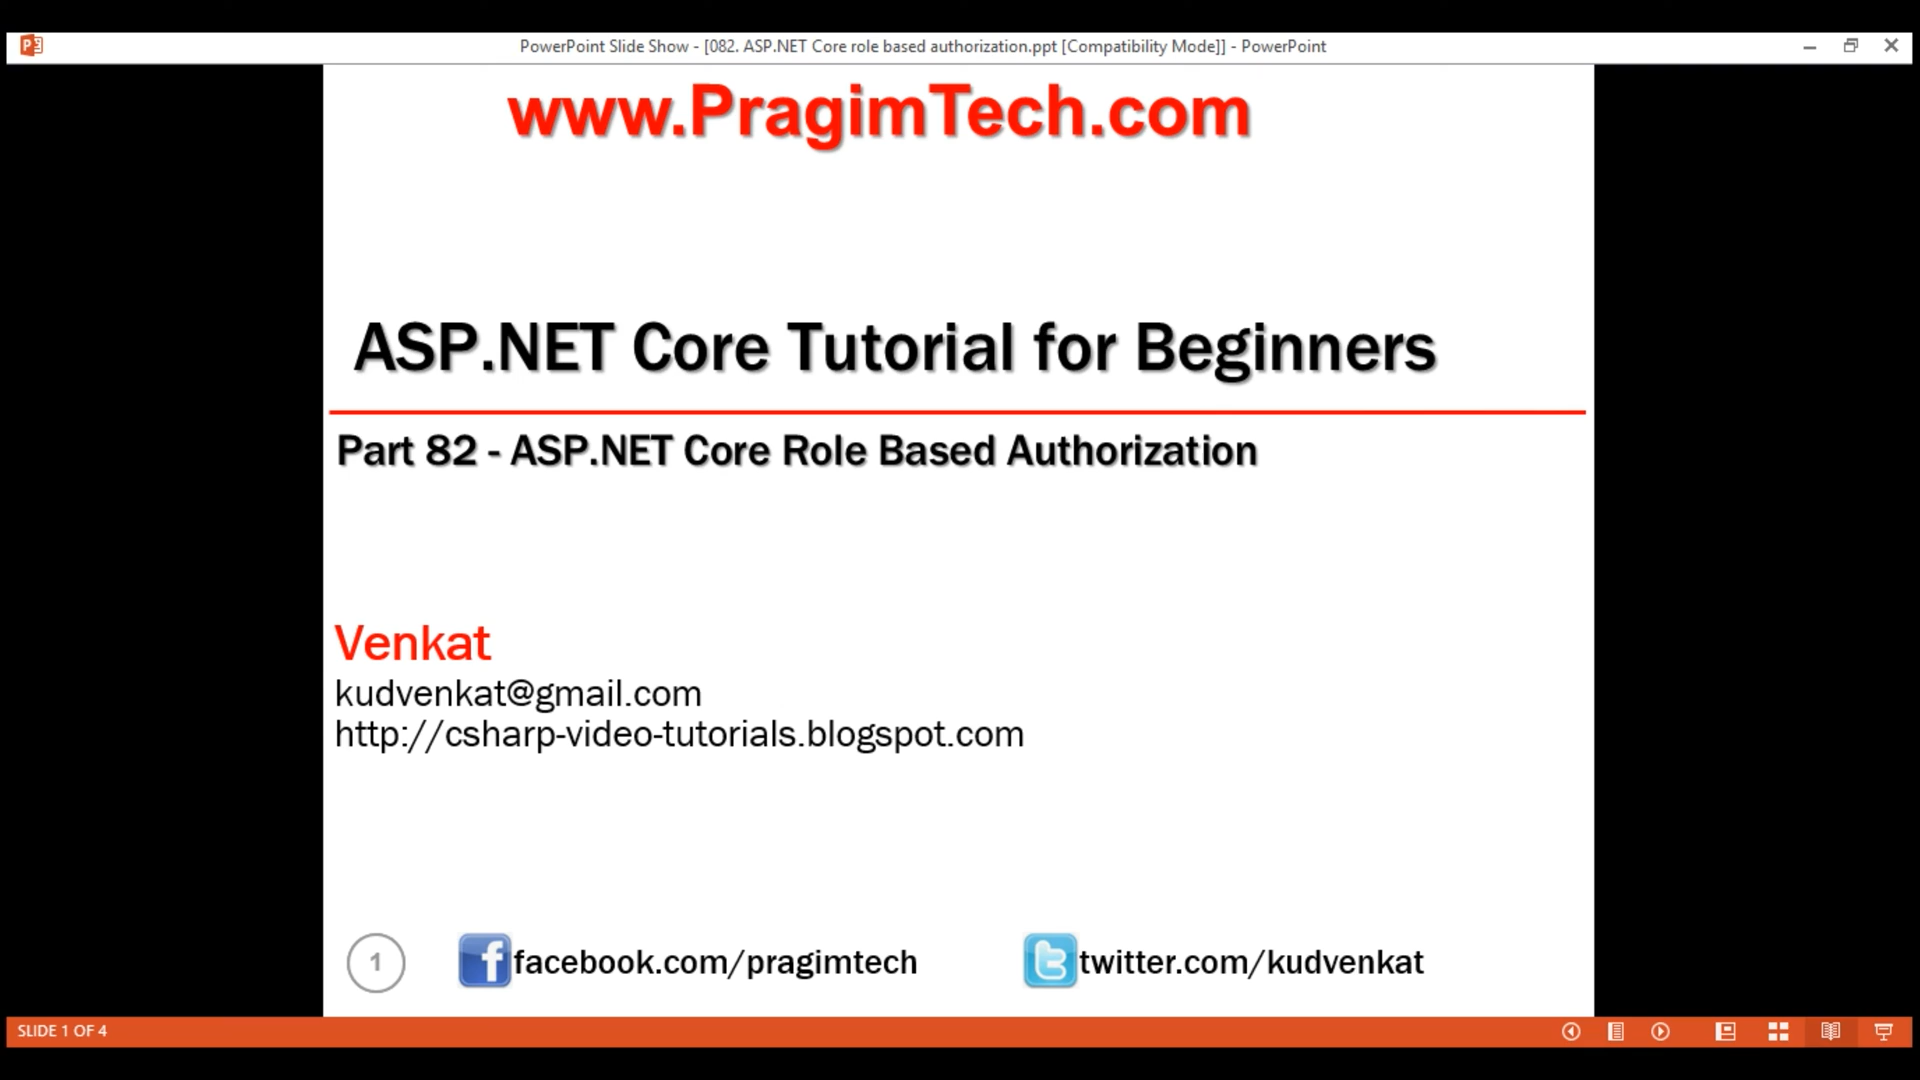 PowerPoint Slide Show - [082. ASP.NET Core role based authorization.ppt [Compatibility Mode]] - PowerPoint
www.PragimTech.com
ASP.NET Core Tutorial for Beginners
Part 82 - ASP.NET Core Role Based Authorization
Venkat
kudvenkat@gmail.com
http://csharp-video-tutorials.blogspot.com
1
facebook.com/pragimtech
twitter.com/kudvenkat
SLIDE 1 OF 4